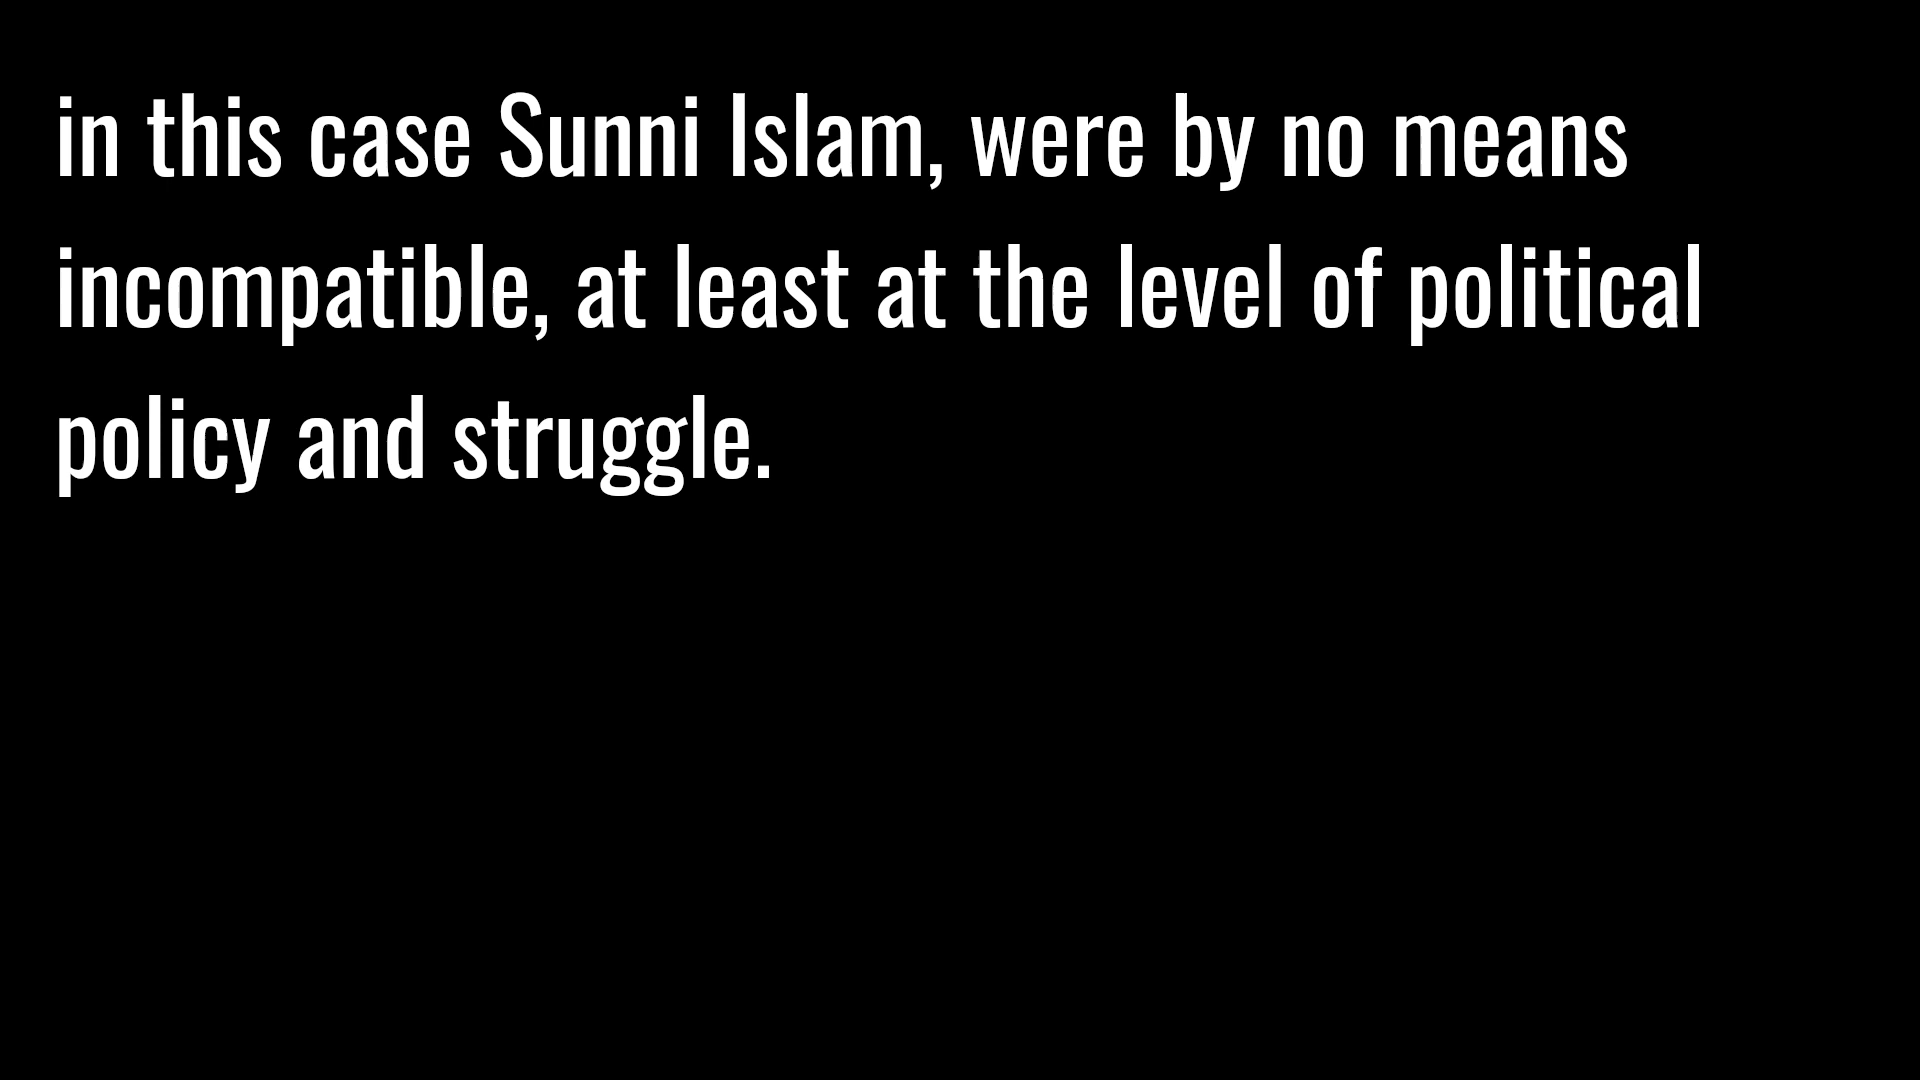 in this case Sunni Islam, were by no means
incompatible, at least at the level of political
policy and struggle.